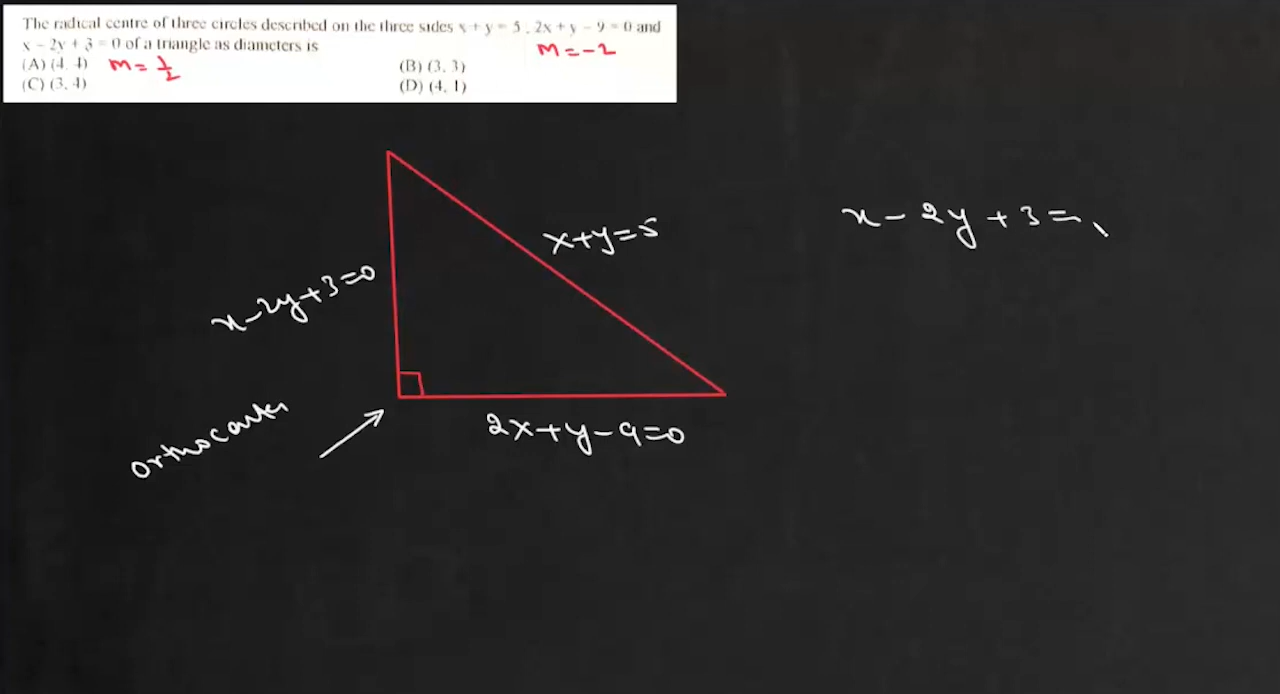 The radical centre of three circles described on the three sides x + y = 5 , 2x + y - 9 = 0 and
x - 2y + 3 = 0 of a triangle as diameters is
m = -2
(A) (4, 4)
m = 1/2
(B) (3, 3)
(C) (3, 4)
(D) (4, 1)
x+y=5
x - 2y + 3 =
x-2y+3=0
orthocenter
2x+y-9=0